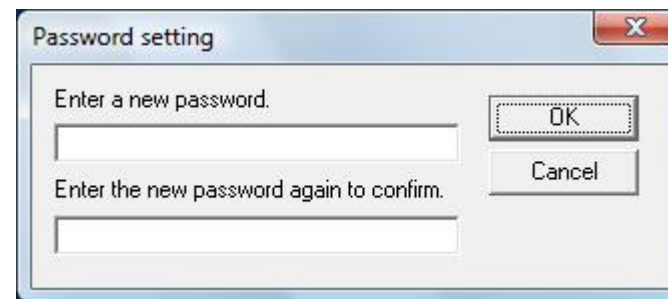 Password setting
Enter a new password.
OK
Cancel
Enter the new password again to confirm.